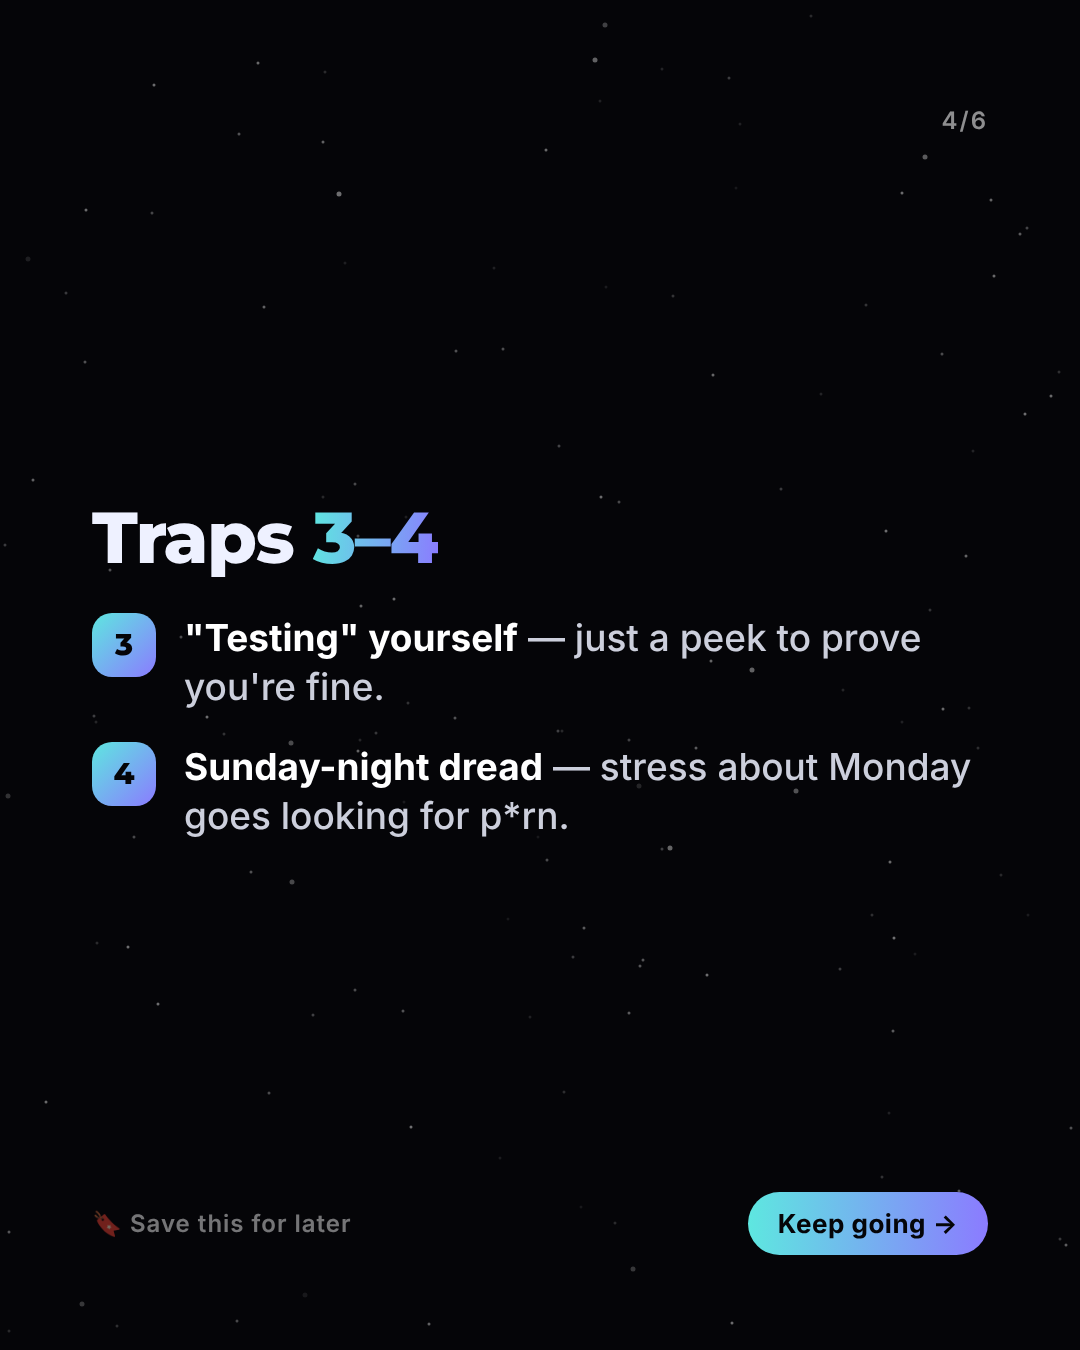 4/6
Traps 3–4
3
"Testing" yourself — just a peek to prove
you're fine.
4
Sunday-night dread — stress about Monday
goes looking for p*rn.
🔖 Save this for later
Keep going →